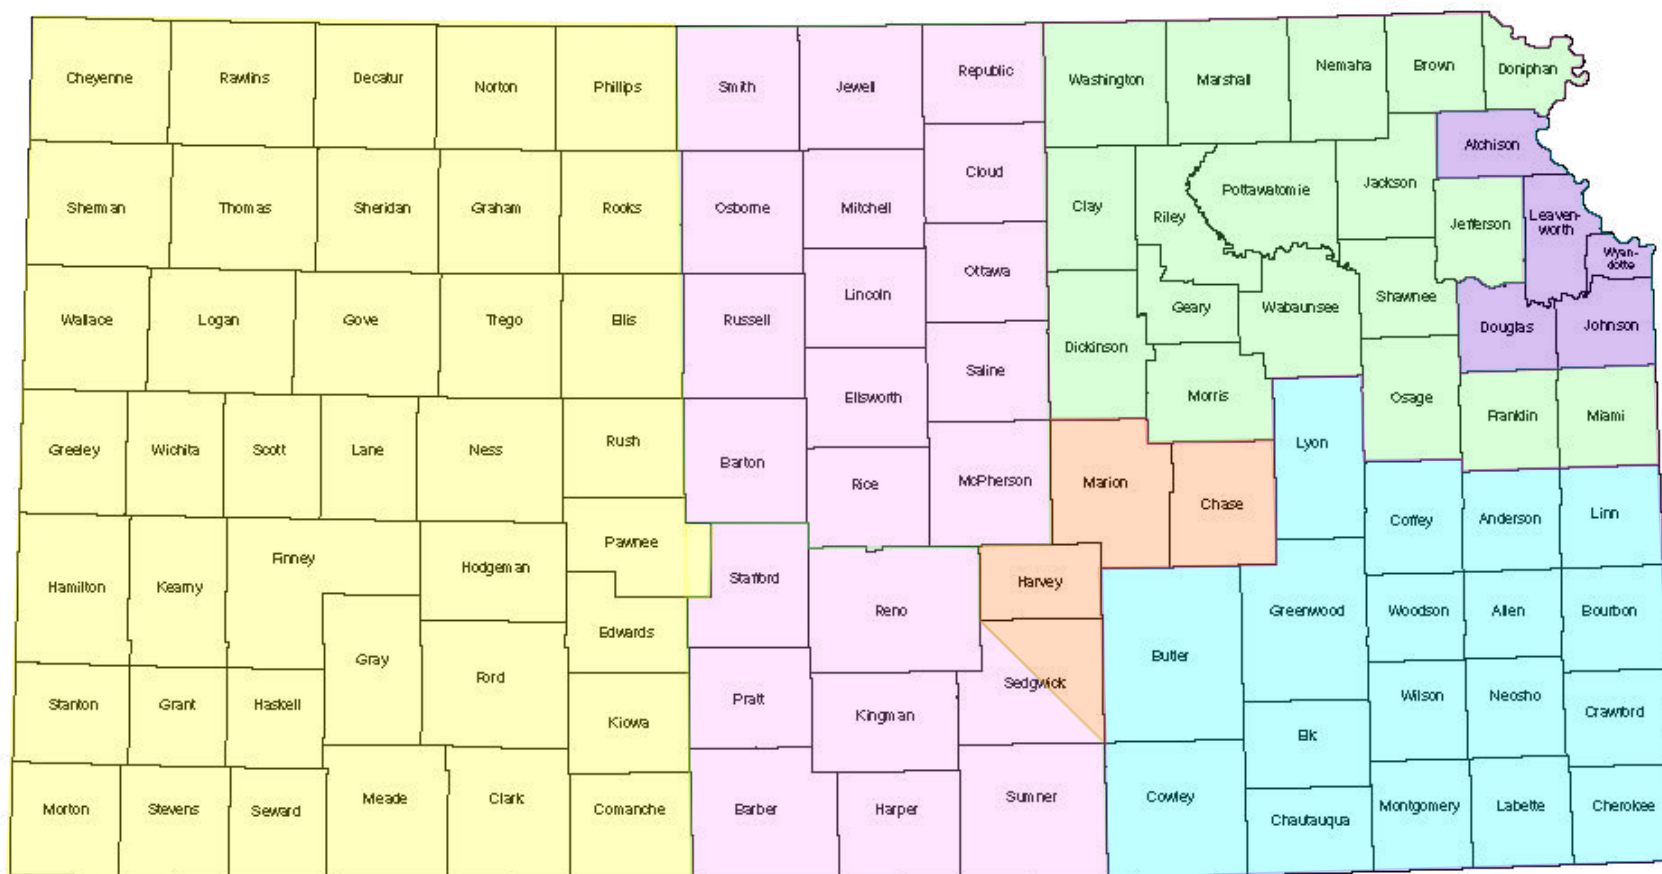 Cheyenne
Rawlins
Decatur
Norton
Phillips
Smith
Jewell
Republic
Washington
Marshall
Nemaha
Brown
Doniphan
Atchison
Sherman
Thomas
Sheridan
Graham
Rooks
Osborne
Mitchell
Cloud
Clay
Riley
Pottawatomie
Jackson
Jefferson
Leaven-
worth
Wyan-
dotte
Wallace
Logan
Gove
Trego
Ellis
Russell
Lincoln
Ottawa
Dickinson
Geary
Wabaunsee
Shawnee
Douglas
Johnson
Ellsworth
Saline
Morris
Osage
Franklin
Miami
Greeley
Wichita
Scott
Lane
Ness
Rush
Barton
Rice
McPherson
Marion
Chase
Lyon
Coffey
Anderson
Linn
Hamilton
Kearny
Finney
Hodgeman
Pawnee
Stafford
Reno
Harvey
Greenwood
Woodson
Allen
Bourbon
Edwards
Gray
Ford
Sedgwick
Butler
Stanton
Grant
Haskell
Kiowa
Pratt
Kingman
Elk
Wilson
Neosho
Crawford
Morton
Stevens
Seward
Meade
Clark
Comanche
Barber
Harper
Sumner
Cowley
Chautauqua
Montgomery
Labette
Cherokee